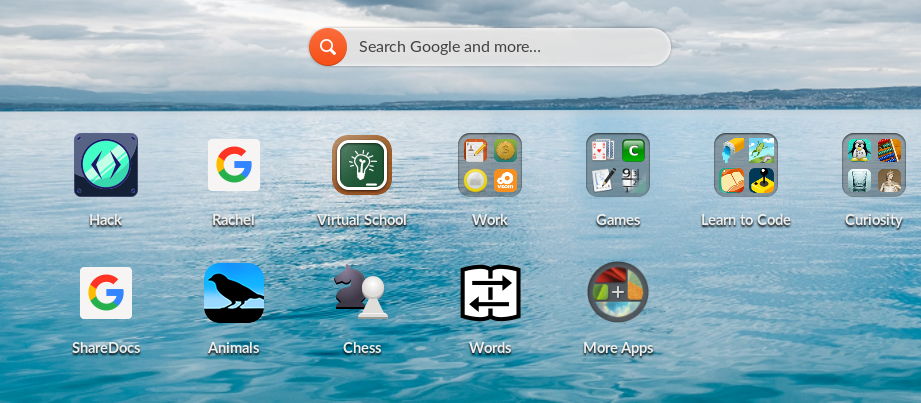 Search Google and more...
Hack
Rachel
Virtual School
Work
Games
Learn to Code
Curiosity
ShareDocs
Animals
Chess
Words
More Apps